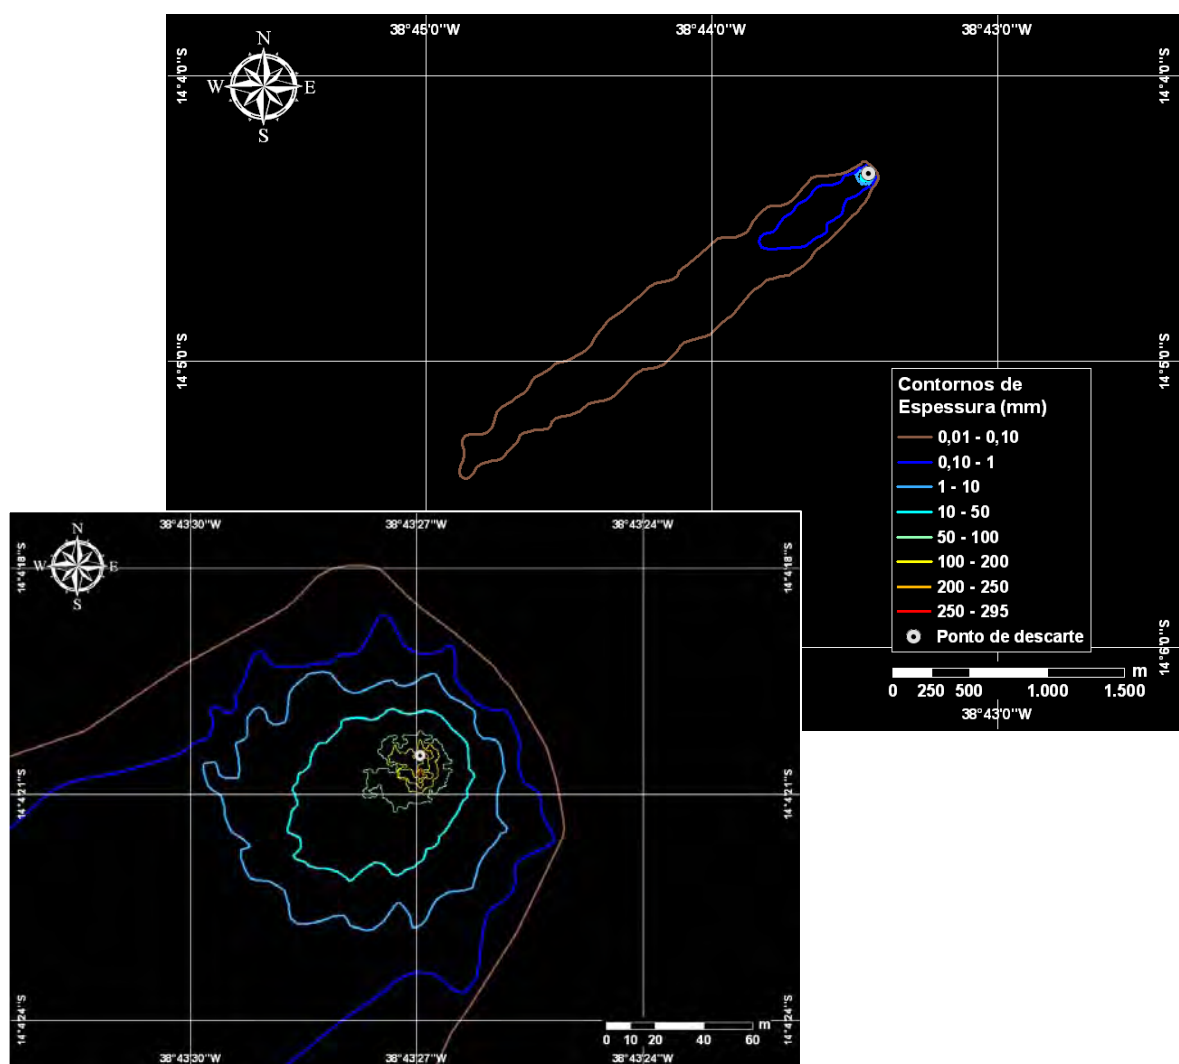 38°45'0"W
38°44'0"W
38°43'0"W
N
W
E
S
14°4'0"S
14°4'0"S
14°5'0"S
14°5'0"S
Contornos de
Espessura (mm)
0,01 - 0,10
0,10 - 1
1 - 10
10 - 50
50 - 100
100 - 200
200 - 250
250 - 295
Ponto de descarte
14°6'0"S
m
0 250 500 1.000 1.500
38°43'0"W
38°43'30"W
38°43'27"W
38°43'24"W
N
W
E
S
14°4'18"S
14°4'18"S
14°4'21"S
14°4'21"S
14°4'24"S
14°4'24"S
m
0 10 20 40 60
38°43'30"W
38°43'27"W
38°43'24"W